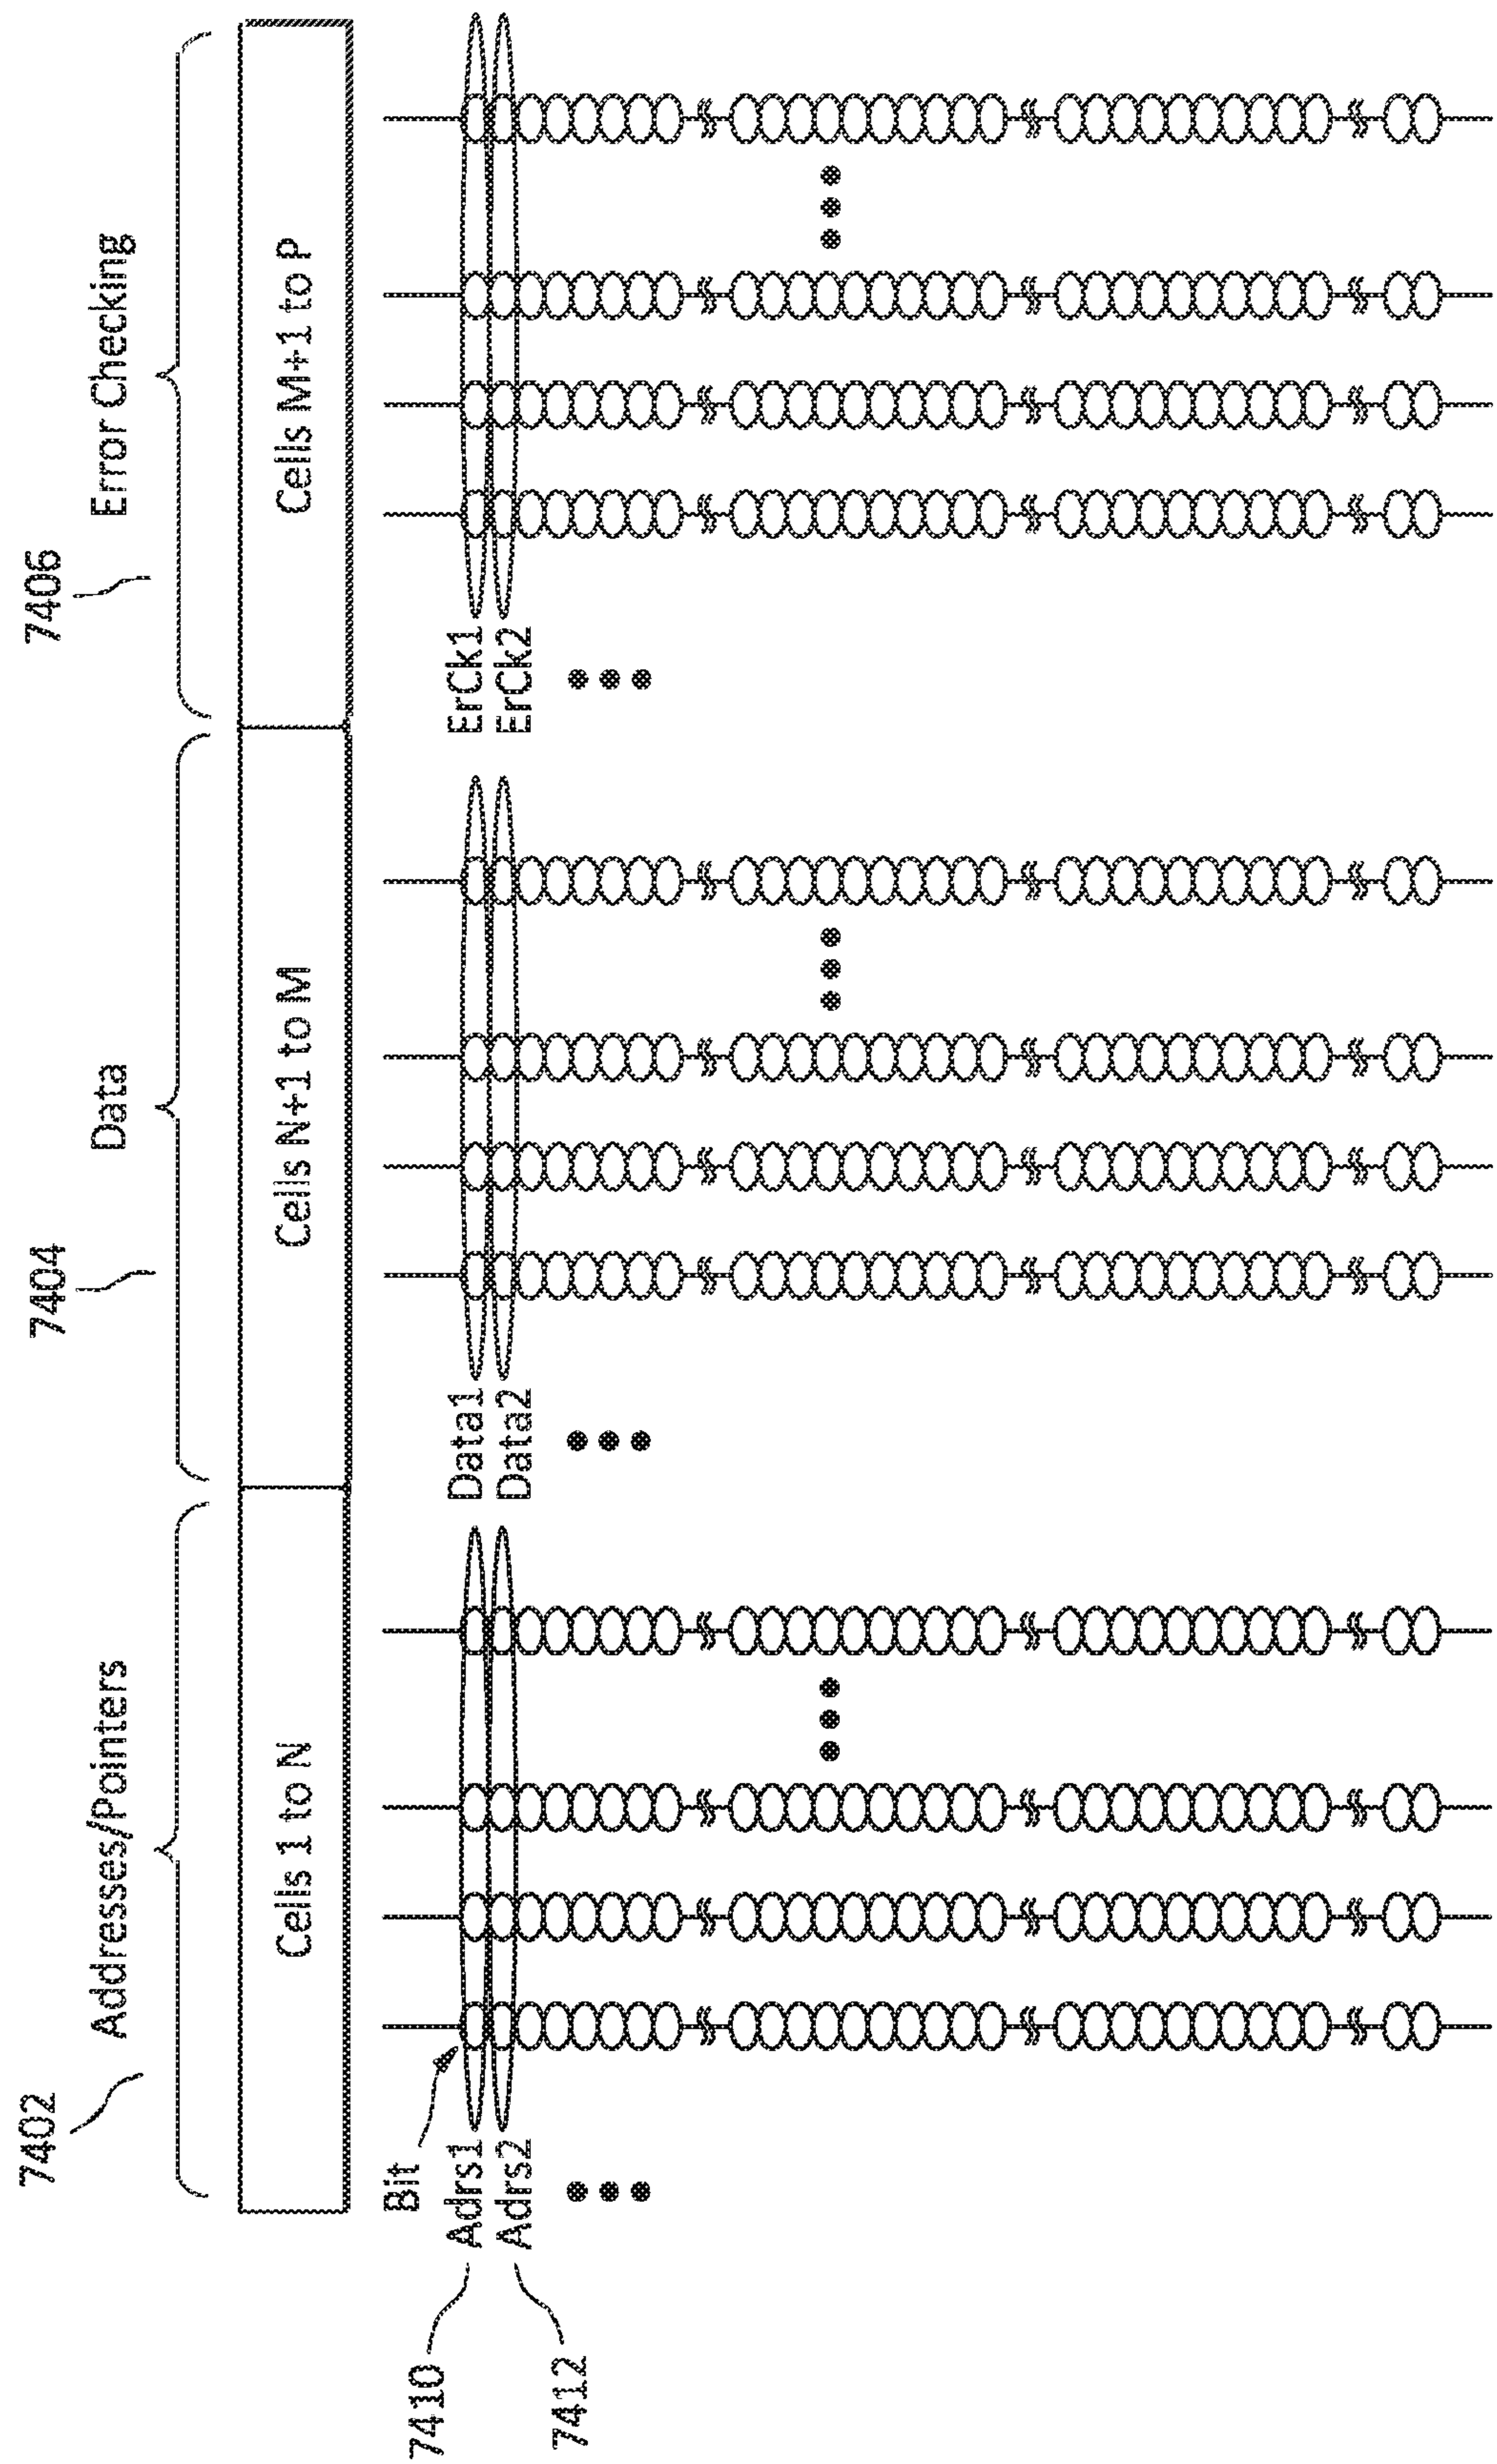 7402
7404
7406
Addresses/Pointers
Data
Error Checking
Cells 1 to N
Cells N+1 to M
Cells M+1 to P
Bit
7410
Adrs1
Data1
ErCk1
7412
Adrs2
Data2
ErCk2